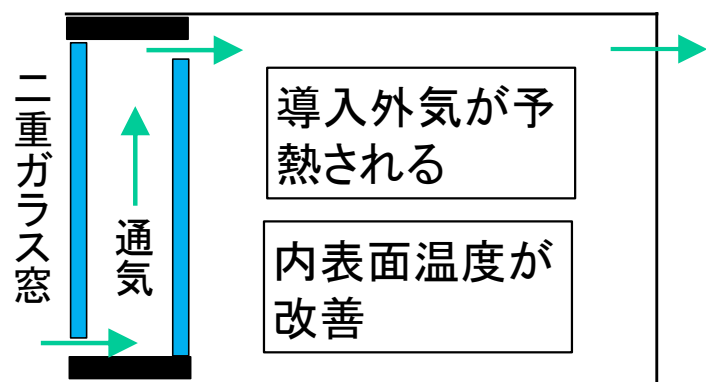 二重ガラス窓
通気
導入外気が予
熱される
内表面温度が
改善